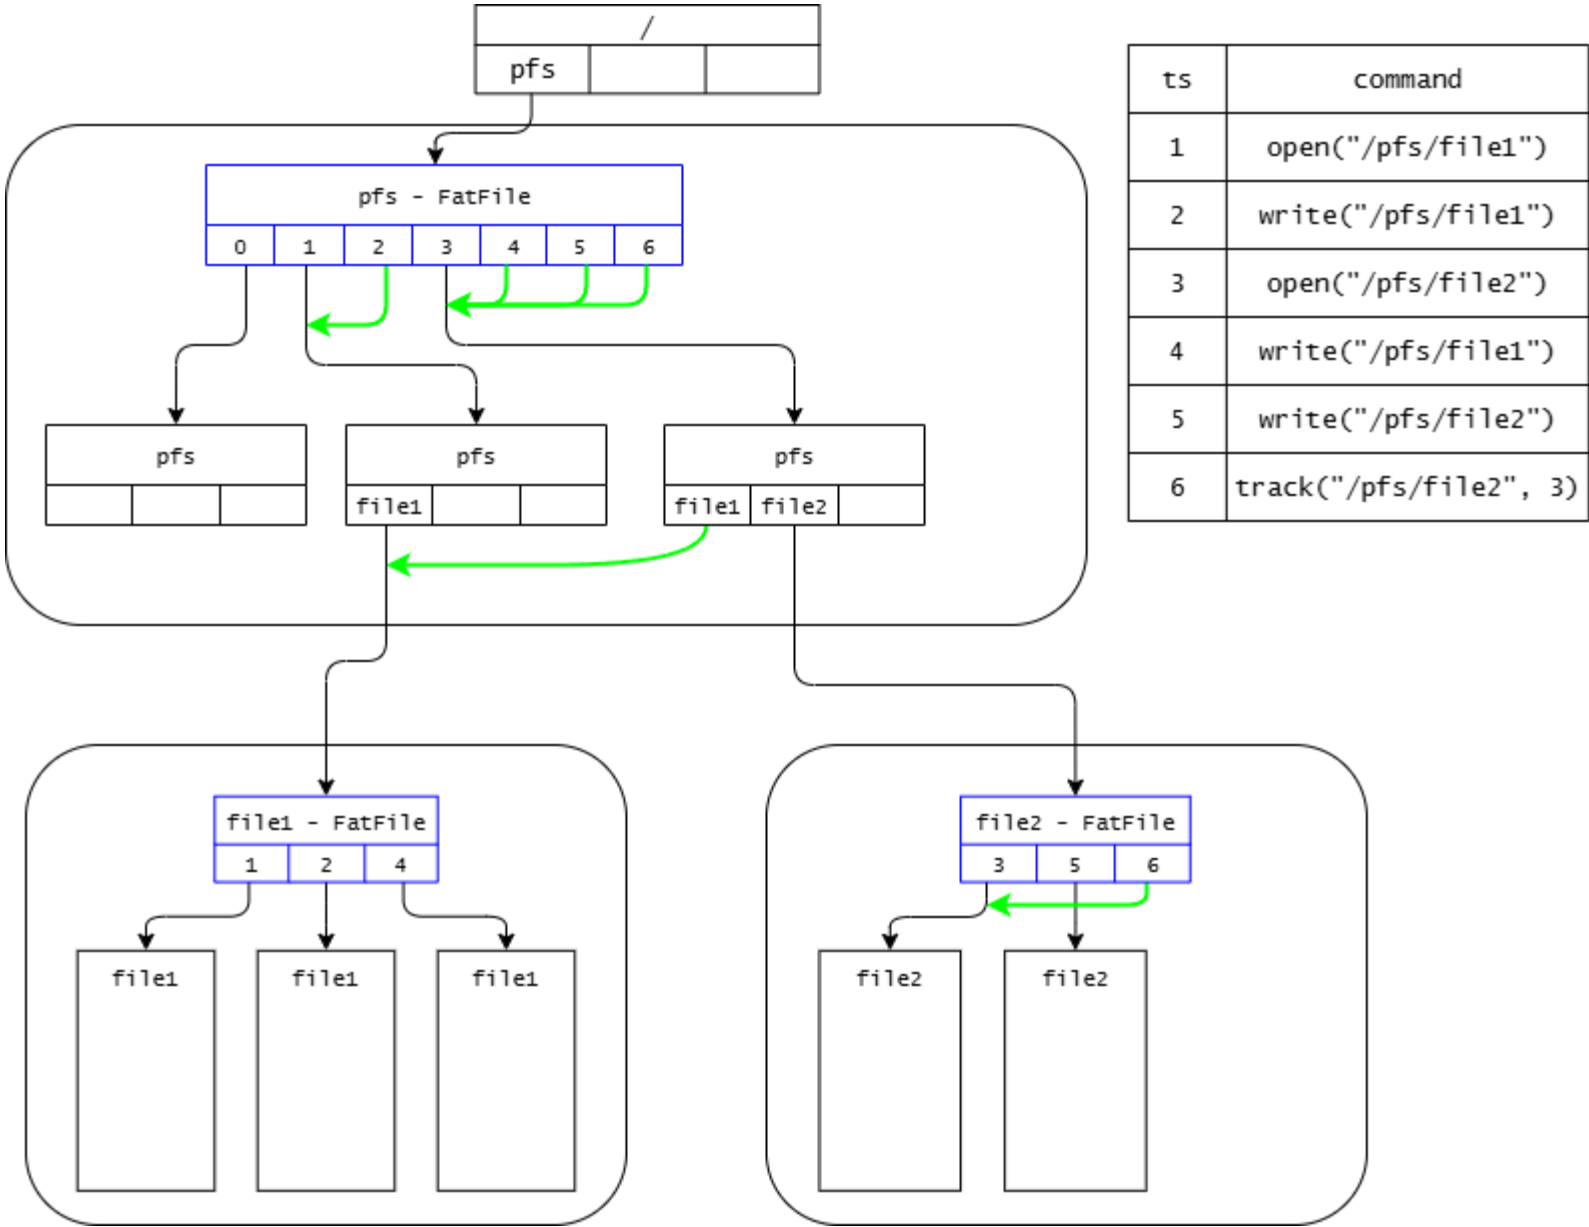 /
pfs
ts command
1 open("/pfs/file1")
2 write("/pfs/file1")
3 open("/pfs/file2")
4 write("/pfs/file1")
5 write("/pfs/file2")
6 track("/pfs/file2", 3)
pfs - FatFile
0 1 2 3 4 5 6
pfs
pfs
file1
pfs
file1 file2
file1 - FatFile
1 2 4
file1
file1
file1
file2 - FatFile
3 5 6
file2
file2